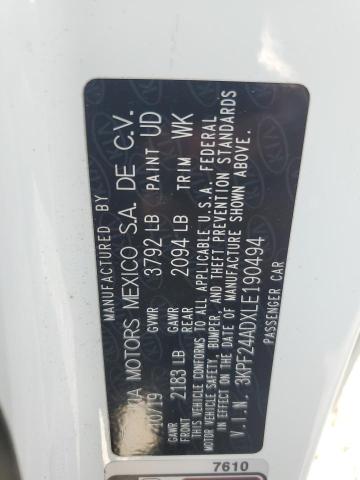 MANUFACTURED BY
KIA MOTORS MEXICO S.A. DE C.V.
10/19 GVWR 3792 LB PAINT UD
GAWR FRONT 2183 LB GAWR REAR 2094 LB TRIM WK
THIS VEHICLE CONFORMS TO ALL APPLICABLE U.S.A. FEDERAL
MOTOR VEHICLE SAFETY, BUMPER, AND THEFT PREVENTION STANDARDS
IN EFFECT ON THE DATE OF MANUFACTURE SHOWN ABOVE.
V.I.N. 3KPF24ADXLE190494
PASSENGER CAR
7610